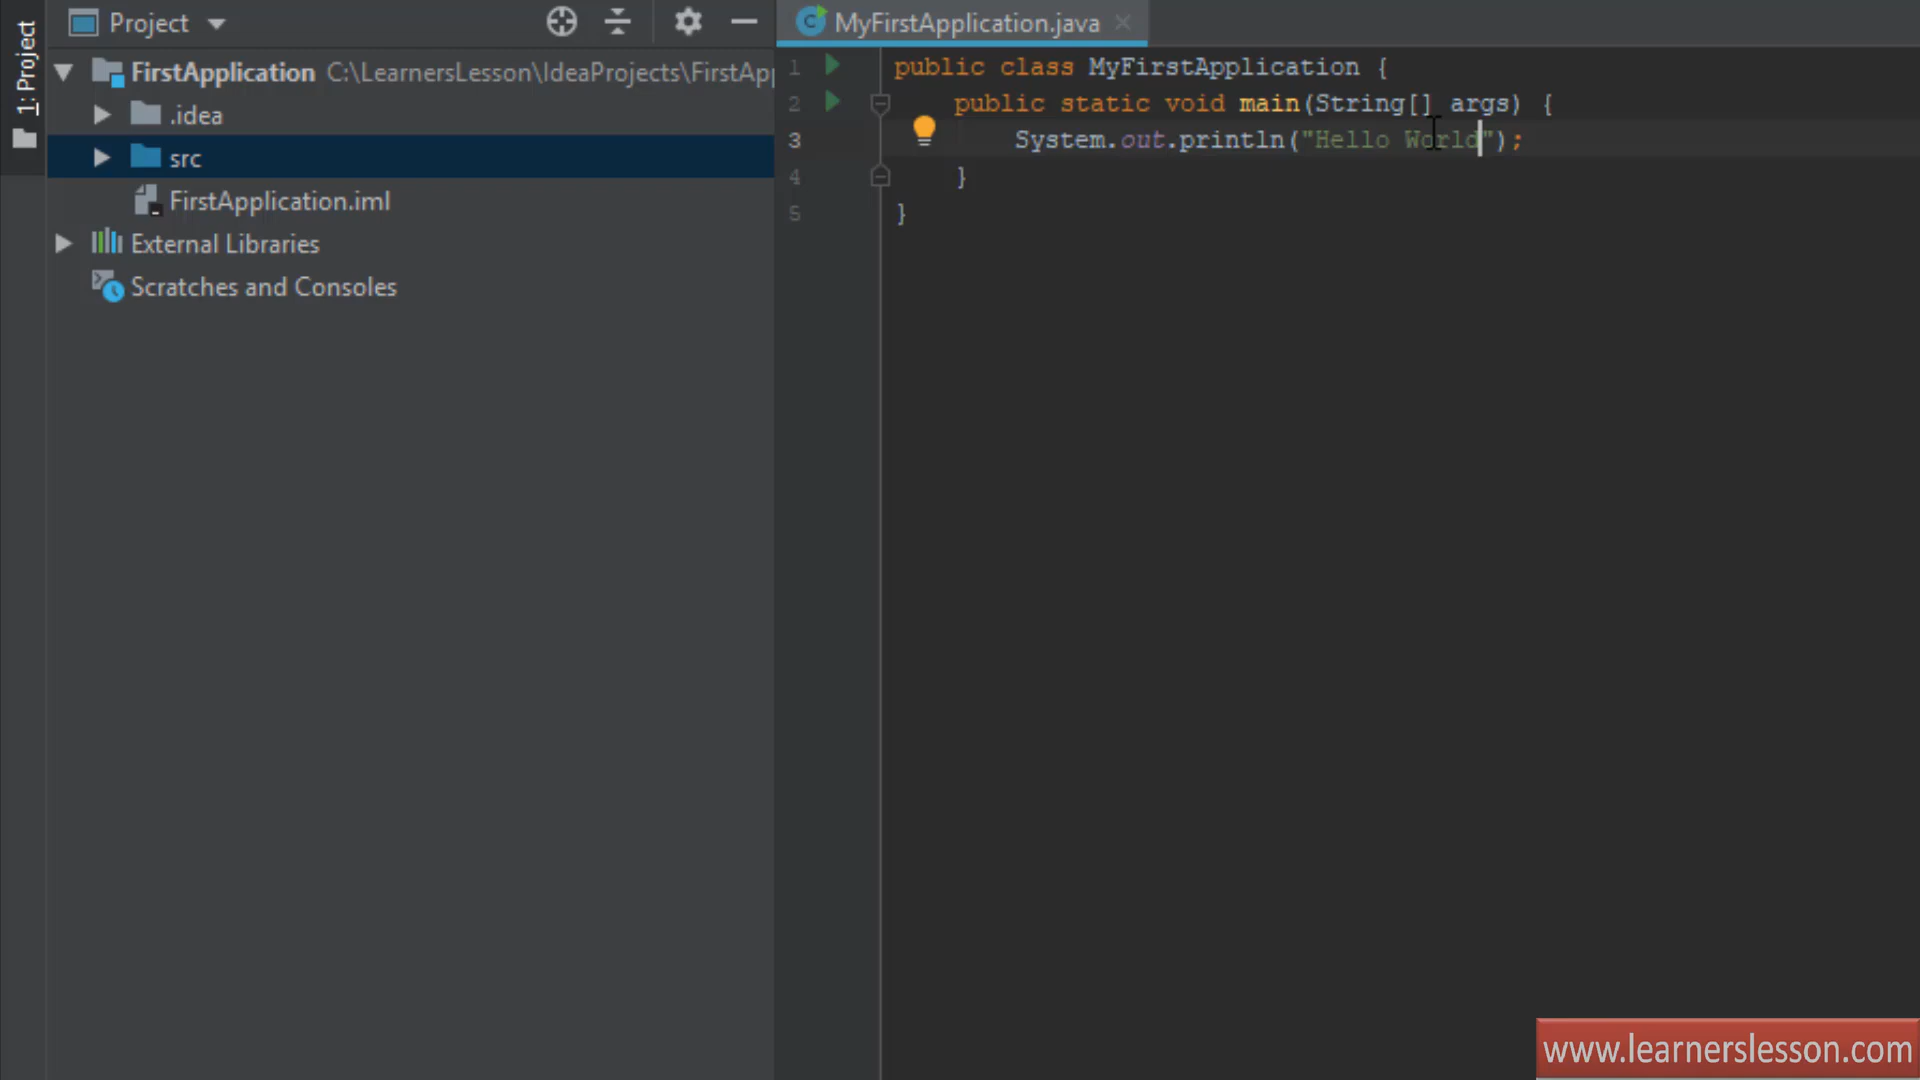 1: Project
Project
FirstApplication C:\LearnersLesson\IdeaProjects\FirstApp
.idea
src
FirstApplication.iml
External Libraries
Scratches and Consoles
MyFirstApplication.java
1 public class MyFirstApplication {
2 public static void main(String[] args) {
3 System.out.println("Hello World");
4 }
5 }
www.learnerslesson.com